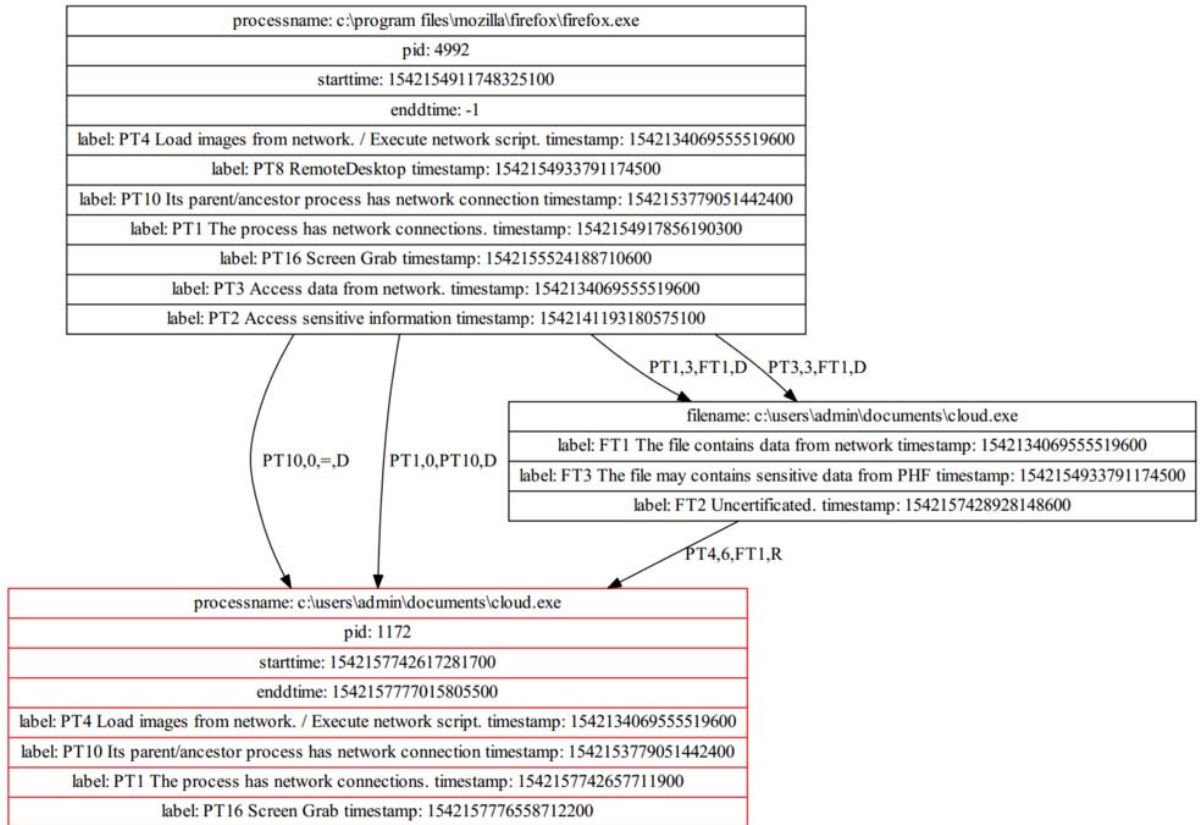 processname: c:\program files\mozilla\firefox\firefox.exe
pid: 4992
starttime: 1542154911748325100
enddtime: -1
label: PT4 Load images from network. / Execute network script. timestamp: 1542134069555519600
label: PT8 RemoteDesktop timestamp: 1542154933791174500
label: PT10 Its parent/ancestor process has network connection timestamp: 1542153779051442400
label: PT1 The process has network connections. timestamp: 1542154917856190300
label: PT16 Screen Grab timestamp: 1542155524188710600
label: PT3 Access data from network. timestamp: 1542134069555519600
label: PT2 Access sensitive information timestamp: 1542141193180575100
PT1,3,FT1,D
PT3,3,FT1,D
filename: c:\users\admin\documents\cloud.exe
label: FT1 The file contains data from network timestamp: 1542134069555519600
label: FT3 The file may contains sensitive data from PHF timestamp: 1542154933791174500
label: FT2 Uncertificated. timestamp: 1542157428928148600
PT10,0,=,D
PT1,0,PT10,D
PT4,6,FT1,R
processname: c:\users\admin\documents\cloud.exe
pid: 1172
starttime: 1542157742617281700
enddtime: 1542157777015805500
label: PT4 Load images from network. / Execute network script. timestamp: 1542134069555519600
label: PT10 Its parent/ancestor process has network connection timestamp: 1542153779051442400
label: PT1 The process has network connections. timestamp: 1542157742657711900
label: PT16 Screen Grab timestamp: 1542157776558712200